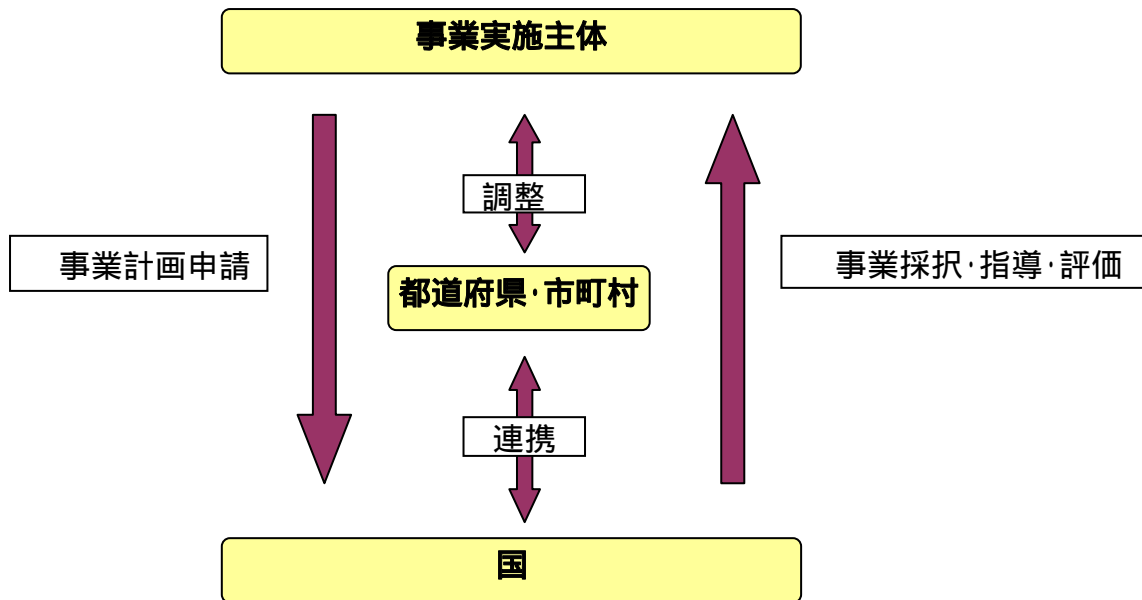 事業実施主体
調整
事業計画申請
事業採択・指導・評価
都道府県・市町村
連携
国